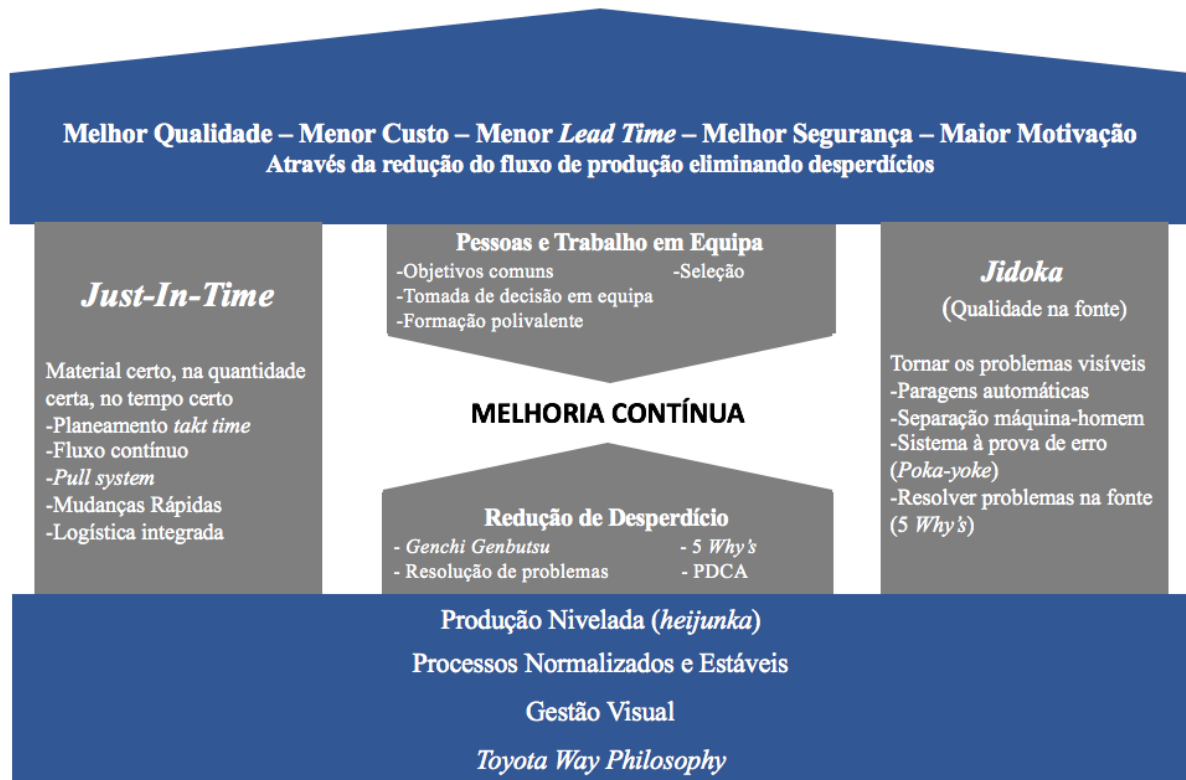 Melhor Qualidade – Menor Custo – Menor Lead Time – Melhor Segurança – Maior Motivação
Através da redução do fluxo de produção eliminando desperdícios
Just-In-Time
Material certo, na quantidade
certa, no tempo certo
-Planeamento takt time
-Fluxo contínuo
-Pull system
-Mudanças Rápidas
-Logística integrada
Pessoas e Trabalho em Equipa
-Objetivos comuns -Seleção
-Tomada de decisão em equipa
-Formação polivalente
MELHORIA CONTÍNUA
Redução de Desperdício
- Genchi Genbutsu - 5 Why's
- Resolução de problemas - PDCA
Jidoka
(Qualidade na fonte)
Tornar os problemas visíveis
-Paragens automáticas
-Separação máquina-homem
-Sistema à prova de erro
(Poka-yoke)
-Resolver problemas na fonte
(5 Why's)
Produção Nivelada (heijunka)
Processos Normalizados e Estáveis
Gestão Visual
Toyota Way Philosophy